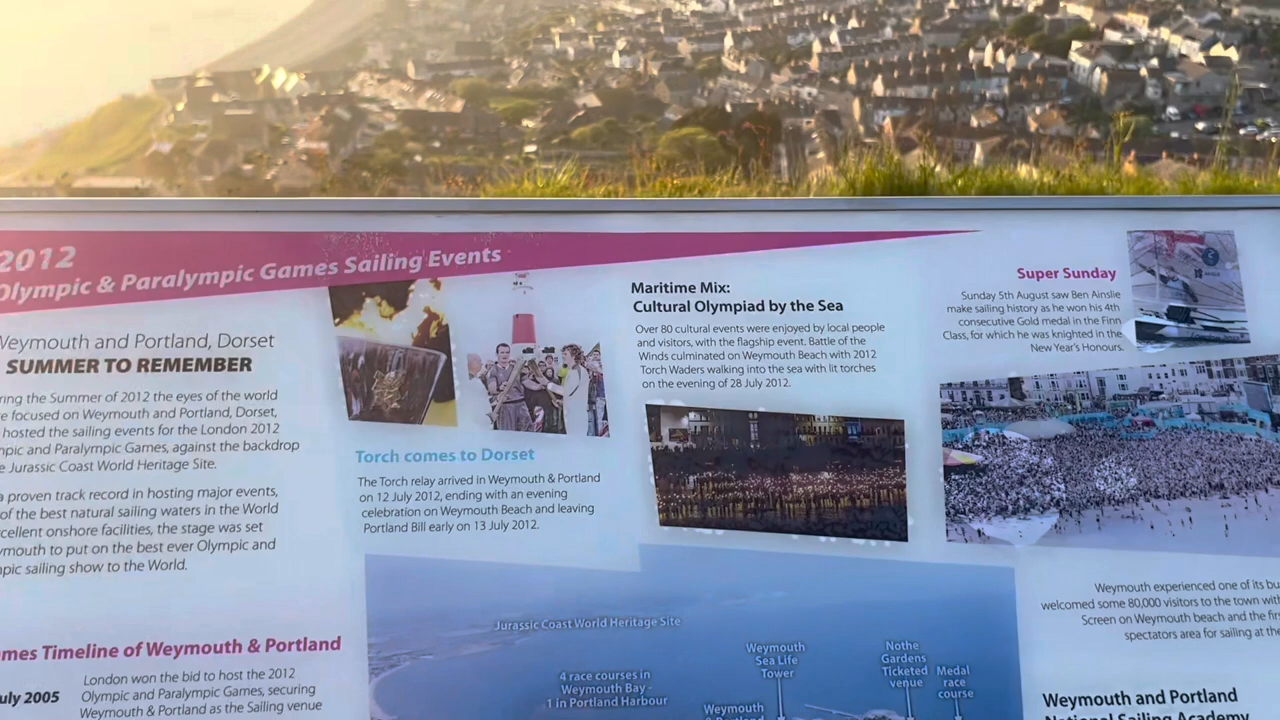 2012
Olympic & Paralympic Games Sailing Events
Weymouth and Portland, Dorset
SUMMER TO REMEMBER
ring the Summer of 2012 the eyes of the world
e focused on Weymouth and Portland, Dorset,
hosted the sailing events for the London 2012
mpic and Paralympic Games, against the backdrop
e Jurassic Coast World Heritage Site.
a proven track record in hosting major events,
of the best natural sailing waters in the World
cellent onshore facilities, the stage was set
ymouth to put on the best ever Olympic and
mpic sailing show to the World.
mes Timeline of Weymouth & Portland
uly 2005
London won the bid to host the 2012
Olympic and Paralympic Games, securing
Weymouth & Portland as the Sailing venue
Torch comes to Dorset
The Torch relay arrived in Weymouth & Portland
on 12 July 2012, ending with an evening
celebration on Weymouth Beach and leaving
Portland Bill early on 13 July 2012.
Maritime Mix:
Cultural Olympiad by the Sea
Over 80 cultural events were enjoyed by local people
and visitors, with the flagship event. Battle of the
Winds culminated on Weymouth Beach with 2012
Torch Waders walking into the sea with lit torches
on the evening of 28 July 2012.
Super Sunday
Sunday 5th August saw Ben Ainslie
make sailing history as he won his 4th
consecutive Gold medal in the Finn
Class, for which he was knighted in the
New Year's Honours.
Jurassic Coast World Heritage Site
4 race courses in
Weymouth Bay -
1 in Portland Harbour
Weymouth
Sea Life
Tower
Nothe
Gardens
Ticketed
venue
Medal
race
course
Weymouth
Weymouth experienced one of its bu
welcomed some 80,000 visitors to the town with
Screen on Weymouth beach and the firs
spectators area for sailing at the
Weymouth and Portland
National Sailing Academy